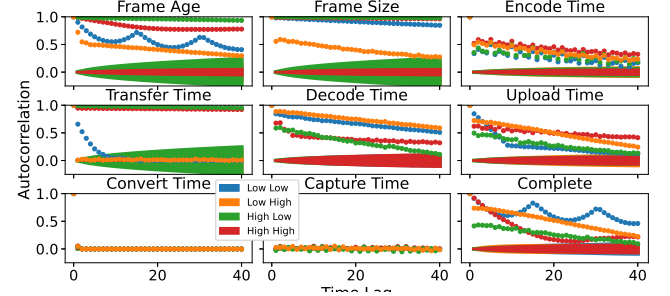 Frame Age Frame Size Encode Time
1.0
0.5
0.0
Transfer Time Decode Time Upload Time
1.0
0.5
0.0
Autocorrelation
Convert Time Capture Time Complete
1.0
0.5
0.0
Low Low
Low High
High Low
High High
0 20 40 0 20 40 0 20 40
Time Lag